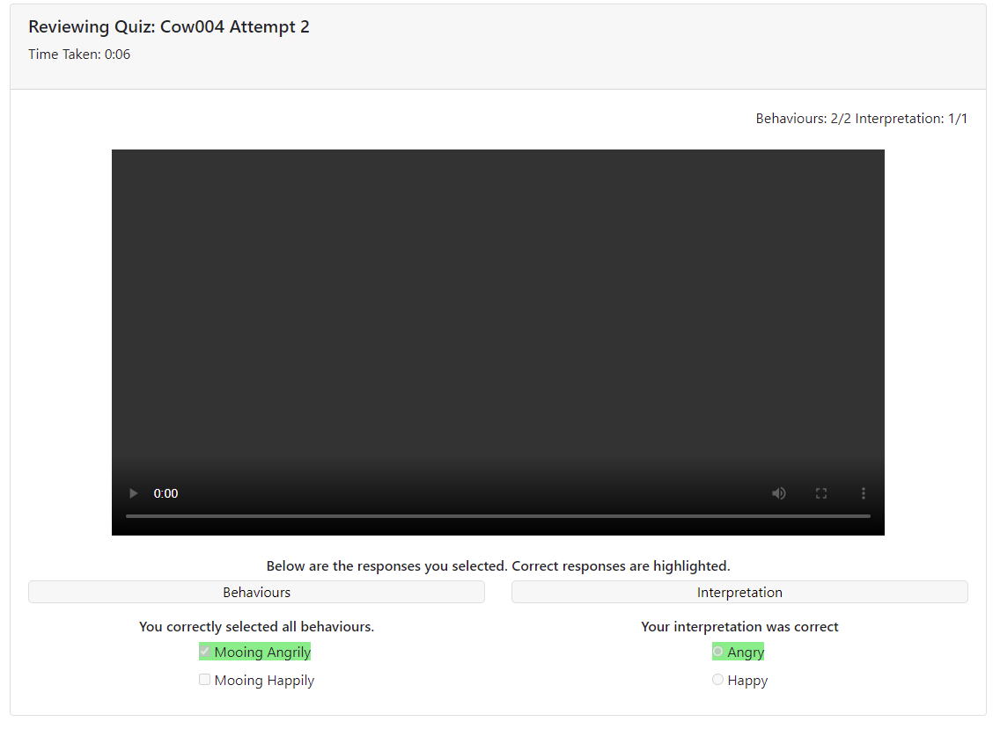 Reviewing Quiz: Cow004 Attempt 2
Time Taken: 0:06
Behaviours: 2/2 Interpretation: 1/1
0:00
Below are the responses you selected. Correct responses are highlighted.
Behaviours
Interpretation
You correctly selected all behaviours.
Mooing Angrily
Mooing Happily
Your interpretation was correct
Angry
Happy